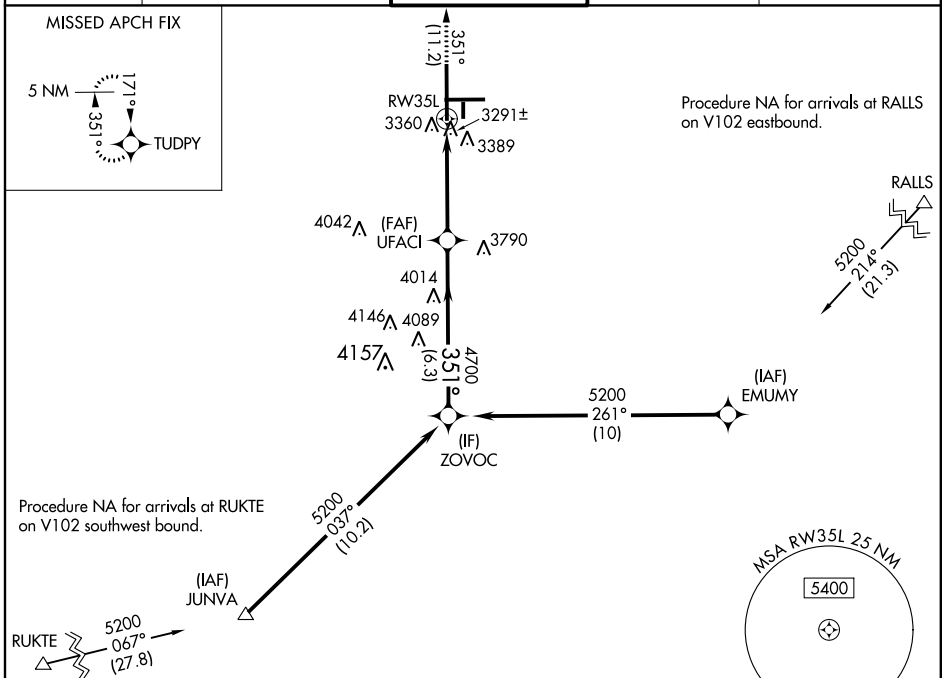 MISSED APCH FIX
5 NM
171°
351°
TUDPY
351°
(11.2)
RW35L
3360
3291±
3389
Procedure NA for arrivals at RALLS
on V102 eastbound.
RALLS
5200
214°
(21.3)
4042
(FAF)
UFACI
3790
4014
4146
4089
4157
4700
351°
(6.3)
(IAF)
EMUMY
5200
261°
(10)
(IF)
ZOVOC
5200
037°
(10.2)
Procedure NA for arrivals at RUKTE
on V102 southwest bound.
(IAF)
JUNVA
RUKTE
5200
067°
(27.8)
MSA RW35L 25 NM
5400